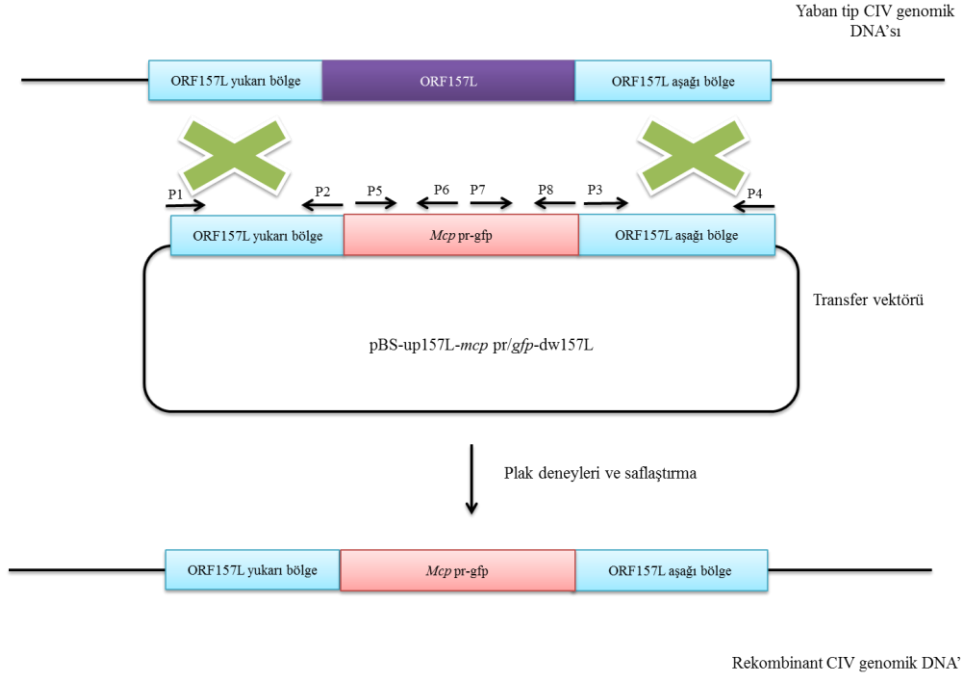 Yaban tip CIV genomik
DNA'sı
ORF157L yukarı bölge
ORF157L
ORF157L aşağı bölge
P1
P2
P5
P6
P7
P8
P3
P4
ORF157L yukarı bölge
Mcp pr-gfp
ORF157L aşağı bölge
Transfer vektörü
pBS-up157L-mcp pr/gfp-dw157L
Plak deneyleri ve saflaştırma
ORF157L yukarı bölge
Mcp pr-gfp
ORF157L aşağı bölge
Rekombinant CIV genomik DNA'